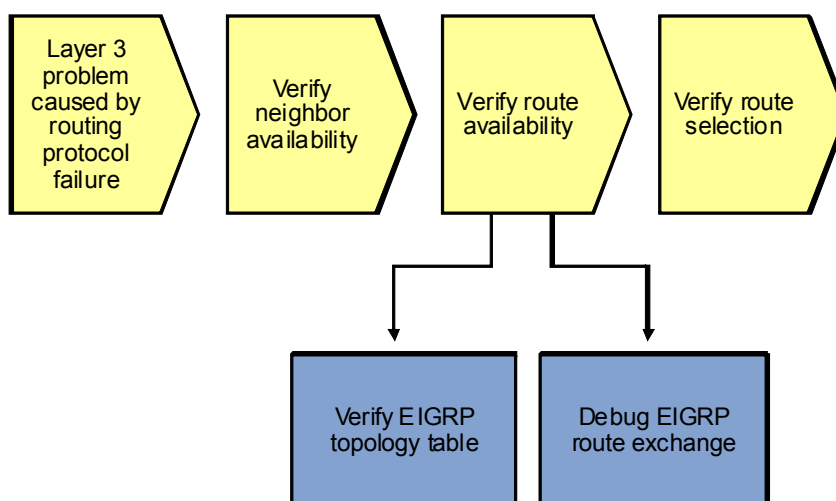 Layer 3
problem
caused by
routing
protocol
failure
Verify
neighbor
availability
Verify route
availability
Verify route
selection
Verify EIGRP
topology table
Debug EIGRP
route exchange